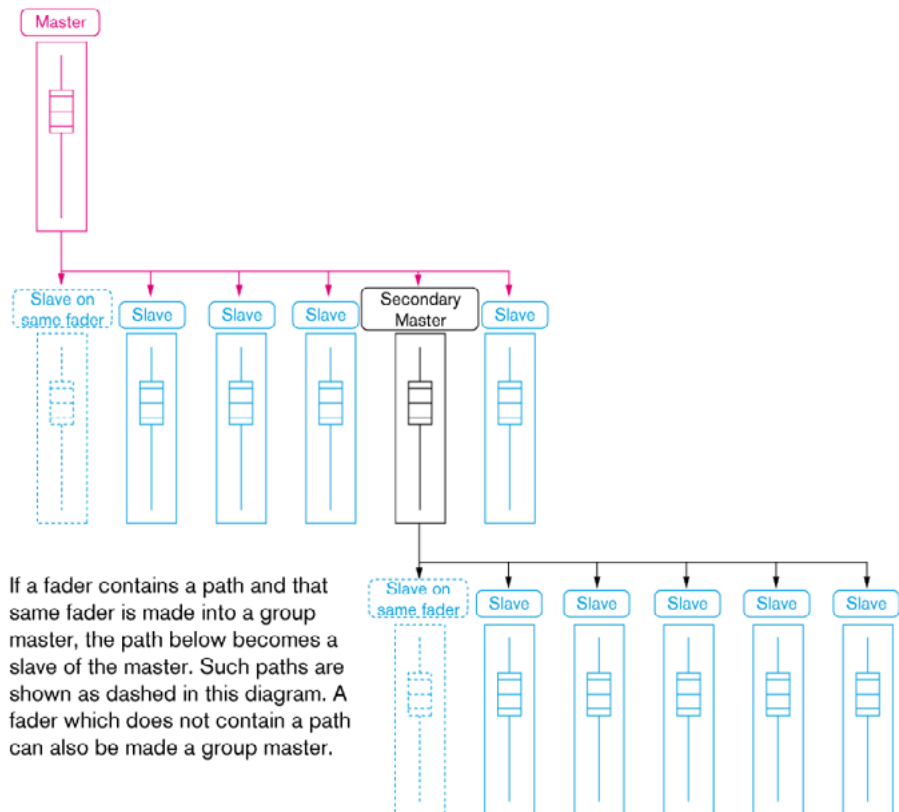 Master
Slave on
same fader
Slave
Slave
Slave
Secondary
Master
Slave
If a fader contains a path and that
same fader is made into a group
master, the path below becomes a
slave of the master. Such paths are
shown as dashed in this diagram. A
fader which does not contain a path
can also be made a group master.
Slave on
same fader
Slave
Slave
Slave
Slave
Slave